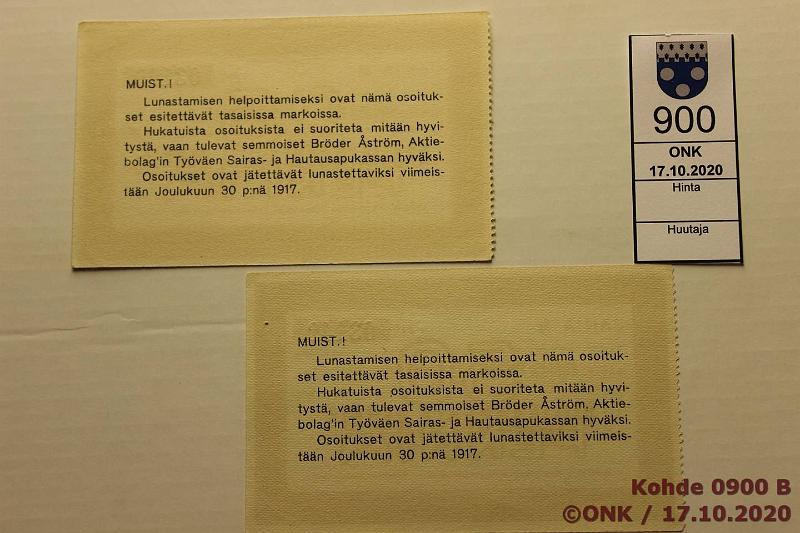 MUIST.!
Lunastamisen helpoittamiseksi ovat nämä osoituk-
set esitettävät tasaisissa markoissa.
Hukatuista osoituksista ei suoriteta mitään hyvi-
tystä, vaan tulevat semmoiset Bröder Åström, Aktie-
bolag'in Työväen Sairas- ja Hautausapukassan hyväksi.
Osoitukset ovat jätettävät lunastettaviksi viimeis-
tään Joulukuun 30 p:nä 1917.
900
ONK
17.10.2020
Hinta
Huutaja
MUIST.!
Lunastamisen helpoittamiseksi ovat nämä osoituk-
set esitettävät tasaisissa markoissa.
Hukatuista osoituksista ei suoriteta mitään hyvi-
tystä, vaan tulevat semmoiset Bröder Åström, Aktie-
bolag'in Työväen Sairas- ja Hautausapukassan hyväksi.
Osoitukset ovat jätettävät lunastettaviksi viimeis-
tään Joulukuun 30 p:nä 1917.
Kohde 0900 B
©ONK / 17.10.2020